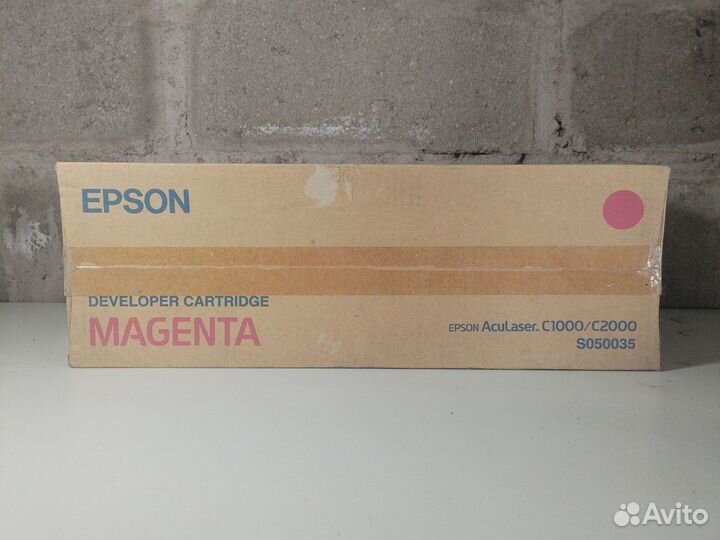 EPSON
DEVELOPER CARTRIDGE
MAGENTA
EPSON AcuLaser. C1000/C2000
S050035
Avito